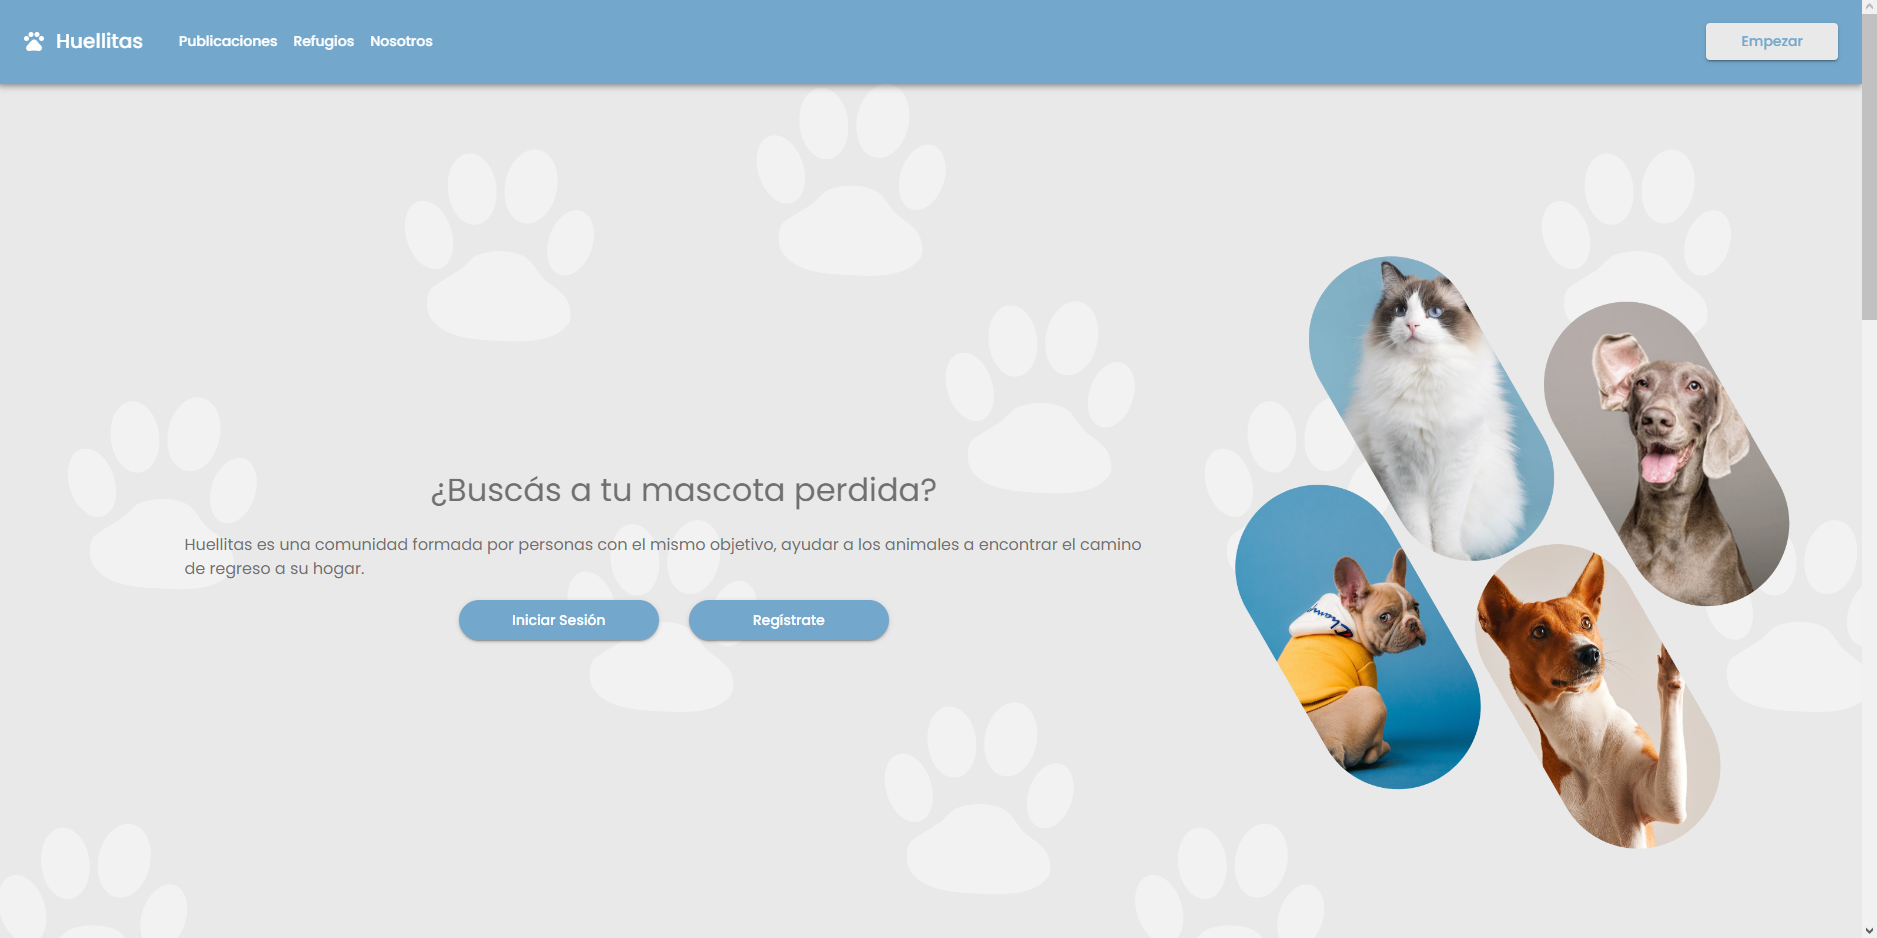 Huellitas
Publicaciones
Refugios
Nosotros
Empezar
¿Buscás a tu mascota perdida?
Huellitas es una comunidad formada por personas con el mismo objetivo, ayudar a los animales a encontrar el camino
de regreso a su hogar.
Iniciar Sesión
Regístrate